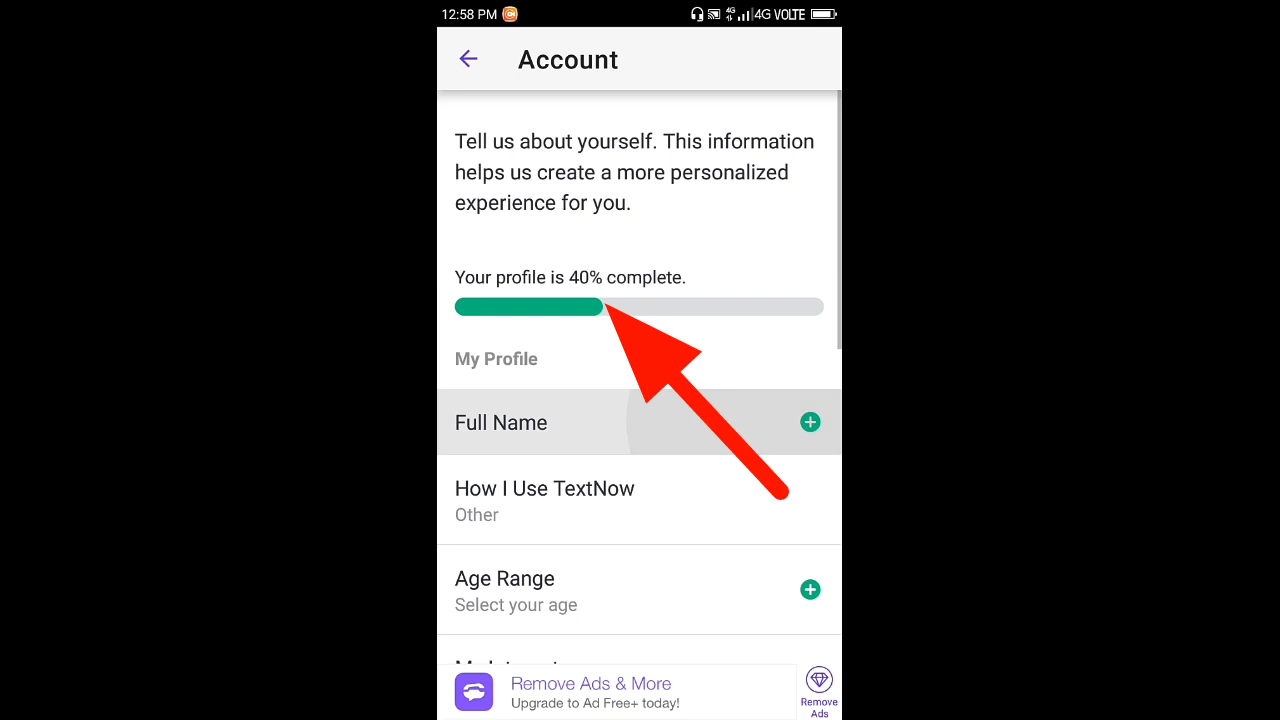 12:58 PM 4G 4G VOLTE
Account
Tell us about yourself. This information
helps us create a more personalized
experience for you.
Your profile is 40% complete.
My Profile
Full Name
How I Use TextNow
Other
Age Range
Select your age
Remove Ads & More
Upgrade to Ad Free+ today!
Remove
Ads